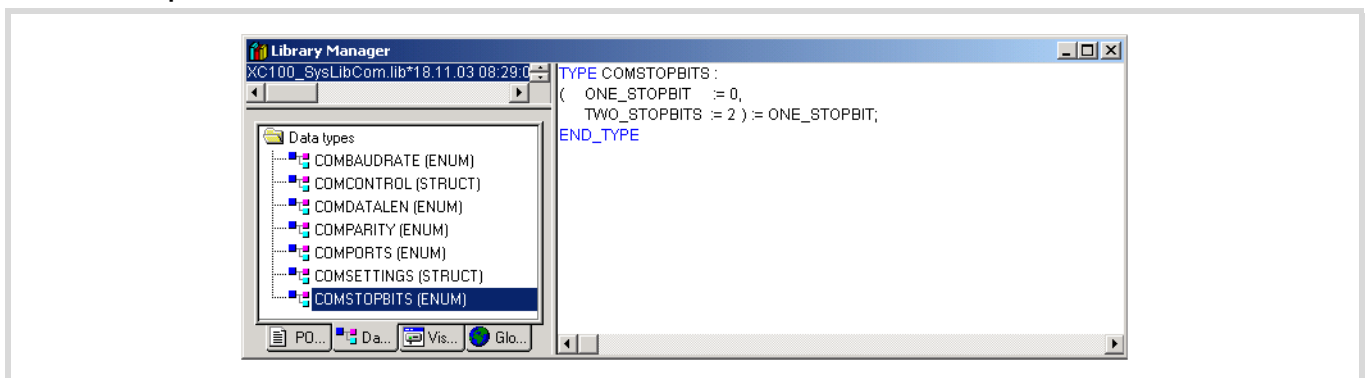 Library Manager
XC100_SysLibCom.lib*18.11.03 08:29:0
Data types
COMBAUDRATE (ENUM)
COMCONTROL (STRUCT)
COMDATALEN (ENUM)
COMPARITY (ENUM)
COMPORTS (ENUM)
COMSETTINGS (STRUCT)
COMSTOPBITS (ENUM)
PO... Da... Vis... Glo...
TYPE COMSTOPBITS :
( ONE_STOPBIT := 0,
TWO_STOPBITS := 2 ) := ONE_STOPBIT;
END_TYPE